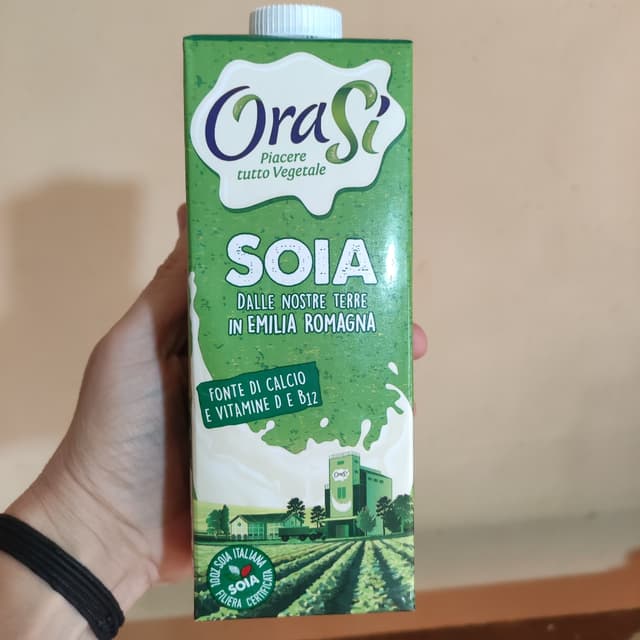 OraSì
Piacere
tutto Vegetale
SOIA
DALLE NOSTRE TERRE
IN EMILIA ROMAGNA
FONTE DI CALCIO
E VITAMINE D E B12
OraSì
100% SOIA ITALIANA
SOIA
FILIERA CERTIFICATA